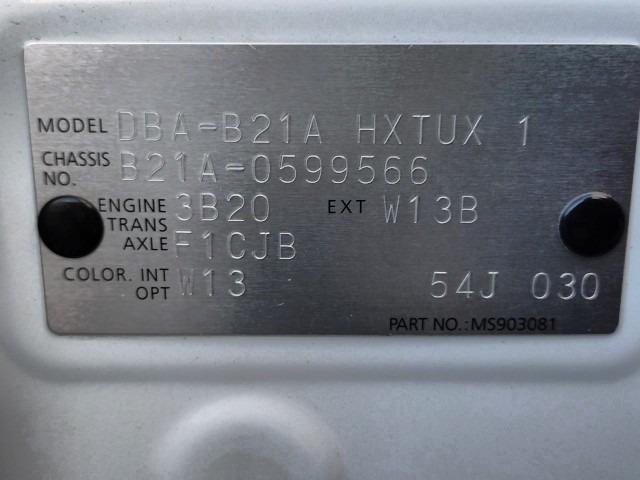 MODEL DBA-B21A HXTUX 1
CHASSIS NO. B21A-0599566
ENGINE 3B20 EXT W13B
TRANS AXLE F1CJB
COLOR. INT OPT W13 54J 030
PART NO.:MS903081